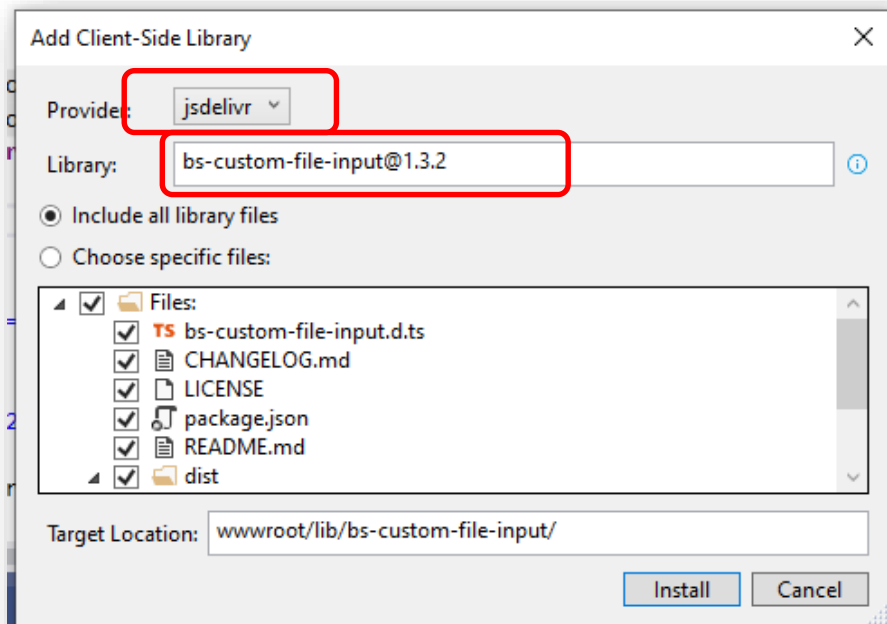 Add Client-Side Library
Provider: jsdelivr
Library: bs-custom-file-input@1.3.2
Include all library files
Choose specific files:
Files:
TS bs-custom-file-input.d.ts
CHANGELOG.md
LICENSE
package.json
README.md
dist
Target Location: wwwroot/lib/bs-custom-file-input/
Install Cancel